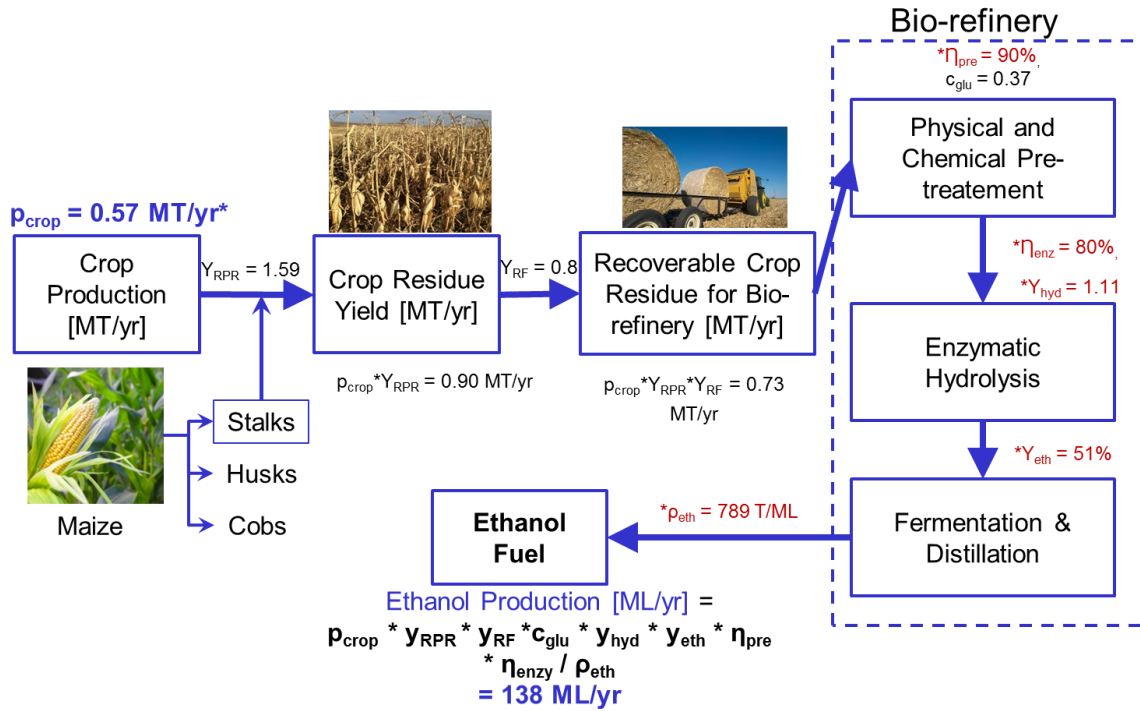 Bio-refinery
*Ƞpre = 90%,
cglu = 0.37
Physical and
Chemical Pre-
treatement
pcrop = 0.57 MT/yr*
Crop
Production
[MT/yr]
YRPR = 1.59
Crop Residue
Yield [MT/yr]
YRF = 0.8
Recoverable Crop
Residue for Bio-
refinery [MT/yr]
*Ƞenz = 80%,
*Yhyd = 1.11
pcrop*YRPR = 0.90 MT/yr
pcrop*YRPR*YRF = 0.73
MT/yr
Enzymatic
Hydrolysis
Stalks
Husks
Cobs
Maize
*Yeth = 51%
Fermentation &
Distillation
*ρeth = 789 T/ML
Ethanol
Fuel
Ethanol Production [ML/yr] =
pcrop * yRPR* yRF *cglu * yhyd * yeth * ηpre
* ηenzy / ρeth
= 138 ML/yr